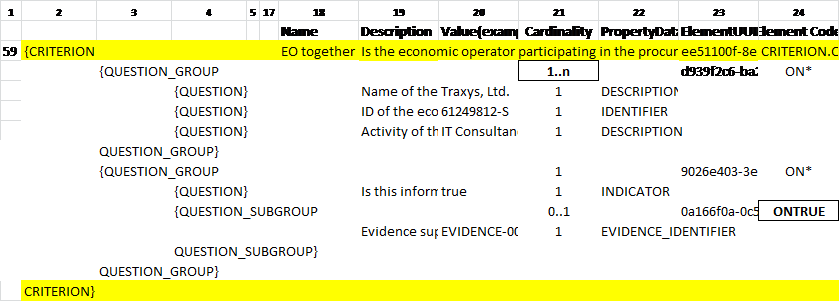 1 2 3 4 5 17 18 19 20 21 22 23 24
Name Description Value(exam Cardinality PropertyDat ElementUU Element Code
59 {CRITERION EO together Is the economic operator participating in the procur ee51100f-8e CRITERION.C
{QUESTION_GROUP 1..n d939f2c6-ba2 ON*
{QUESTION} Name of the Traxys, Ltd. 1 DESCRIPTION
{QUESTION} ID of the eco 61249812-S 1 IDENTIFIER
{QUESTION} Activity of th IT Consultan 1 DESCRIPTION
QUESTION_GROUP}
{QUESTION_GROUP 1 9026e403-3e ON*
{QUESTION} Is this inform true 1 INDICATOR
{QUESTION_SUBGROUP 0..1 0a166f0a-0c5 ONTRUE
Evidence sup EVIDENCE-00 1 EVIDENCE_IDENTIFIER
QUESTION_SUBGROUP}
QUESTION_GROUP}
CRITERION}